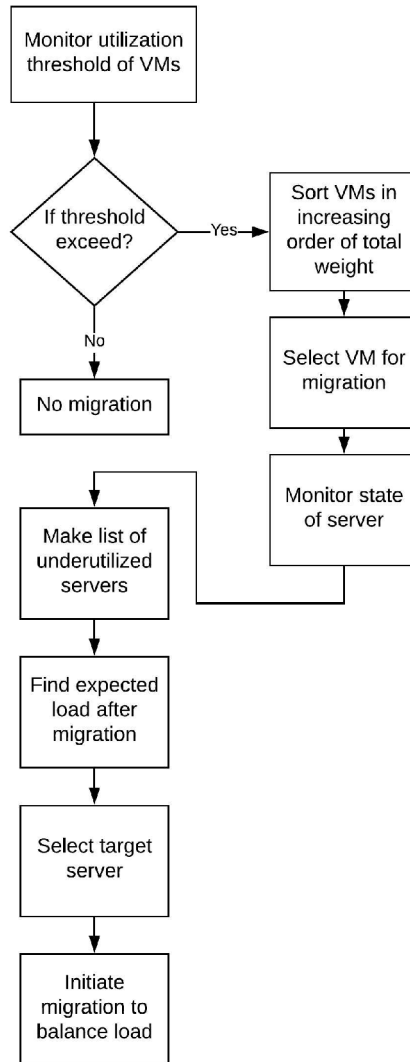 Monitor utilization
threshold of VMs
If threshold
exceed?
Yes
Sort VMs in
increasing
order of total
weight
No
No migration
Select VM for
migration
Monitor state
of server
Make list of
underutilized
servers
Find expected
load after
migration
Select target
server
Initiate
migration to
balance load